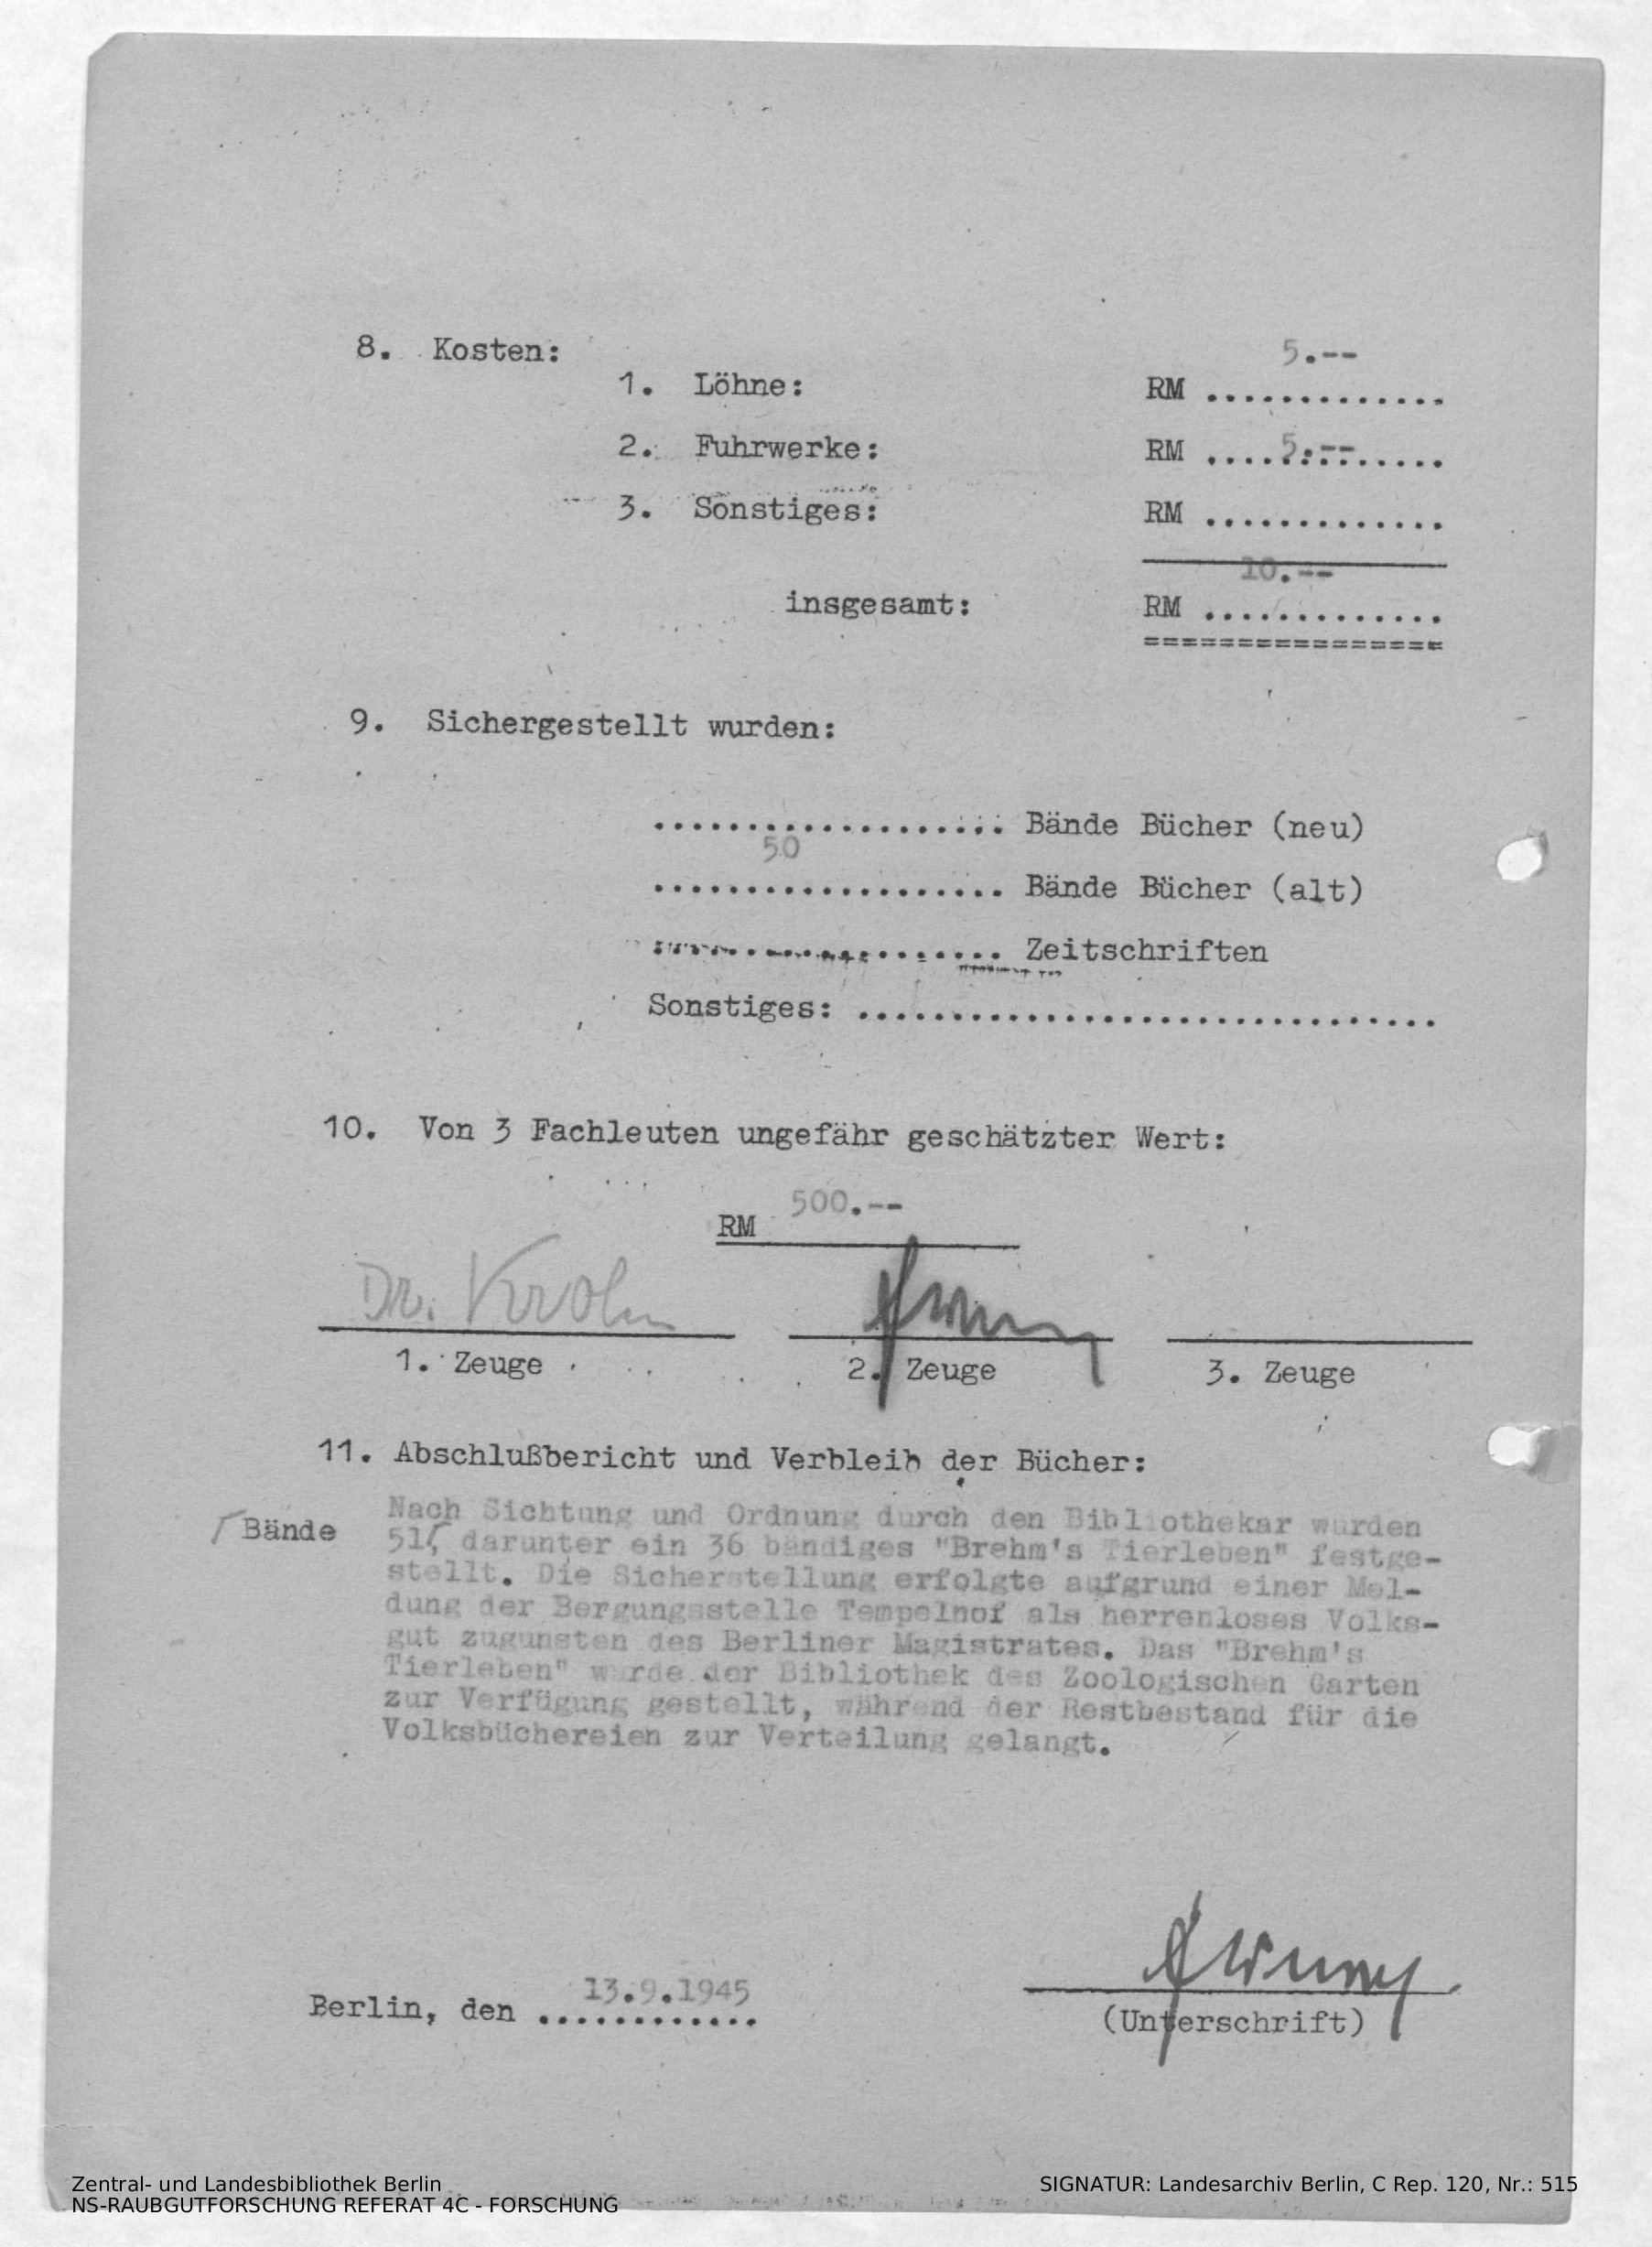 8. Kosten:
5.--
1. Löhne: RM .............
2. Fuhrwerke: RM ....5.--.....
3. Sonstiges: RM .............
10.--
insgesamt: RM .............
================
9. Sichergestellt wurden:
................... Bände Bücher (neu)
50
................... Bände Bücher (alt)
................... Zeitschriften
Sonstiges: ...............................
10. Von 3 Fachleuten ungefähr geschätzter Wert:
RM 500.--
Dr. Krohn
1. Zeuge 2. Zeuge 3. Zeuge
11. Abschlußbericht und Verbleib der Bücher:
Nach Sichtung und Ordnung durch den Bibliothekar wurden
Bände 51, darunter ein 36 bändiges "Brehm's Tierleben" festge-
stellt. Die Sicherstellung erfolgte aufgrund einer Mel-
dung der Bergungsstelle Tempelhof als herrenloses Volks-
gut zugunsten des Berliner Magistrates. Das "Brehm's
Tierleben" wurde der Bibliothek des Zoologischen Garten
zur Verfügung gestellt, während der Restbestand für die
Volksbüchereien zur Verteilung gelangt.
13.9.1945
Berlin, den ............
(Unterschrift)
Zentral- und Landesbibliothek Berlin
NS-RAUBGUTFORSCHUNG REFERAT 4C - FORSCHUNG
SIGNATUR: Landesarchiv Berlin, C Rep. 120, Nr.: 515